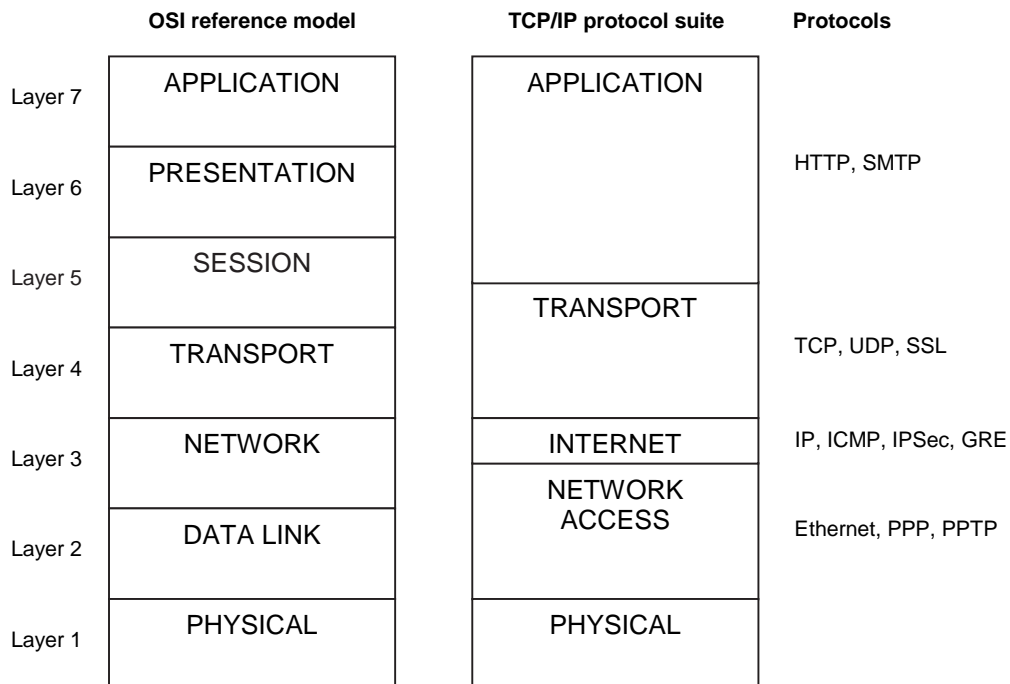 OSI reference model TCP/IP protocol suite Protocols
Layer 7 APPLICATION APPLICATION
Layer 6 PRESENTATION HTTP, SMTP
Layer 5 SESSION
TRANSPORT
Layer 4 TRANSPORT TCP, UDP, SSL
Layer 3 NETWORK INTERNET IP, ICMP, IPSec, GRE
NETWORK
ACCESS
Layer 2 DATA LINK Ethernet, PPP, PPTP
Layer 1 PHYSICAL PHYSICAL